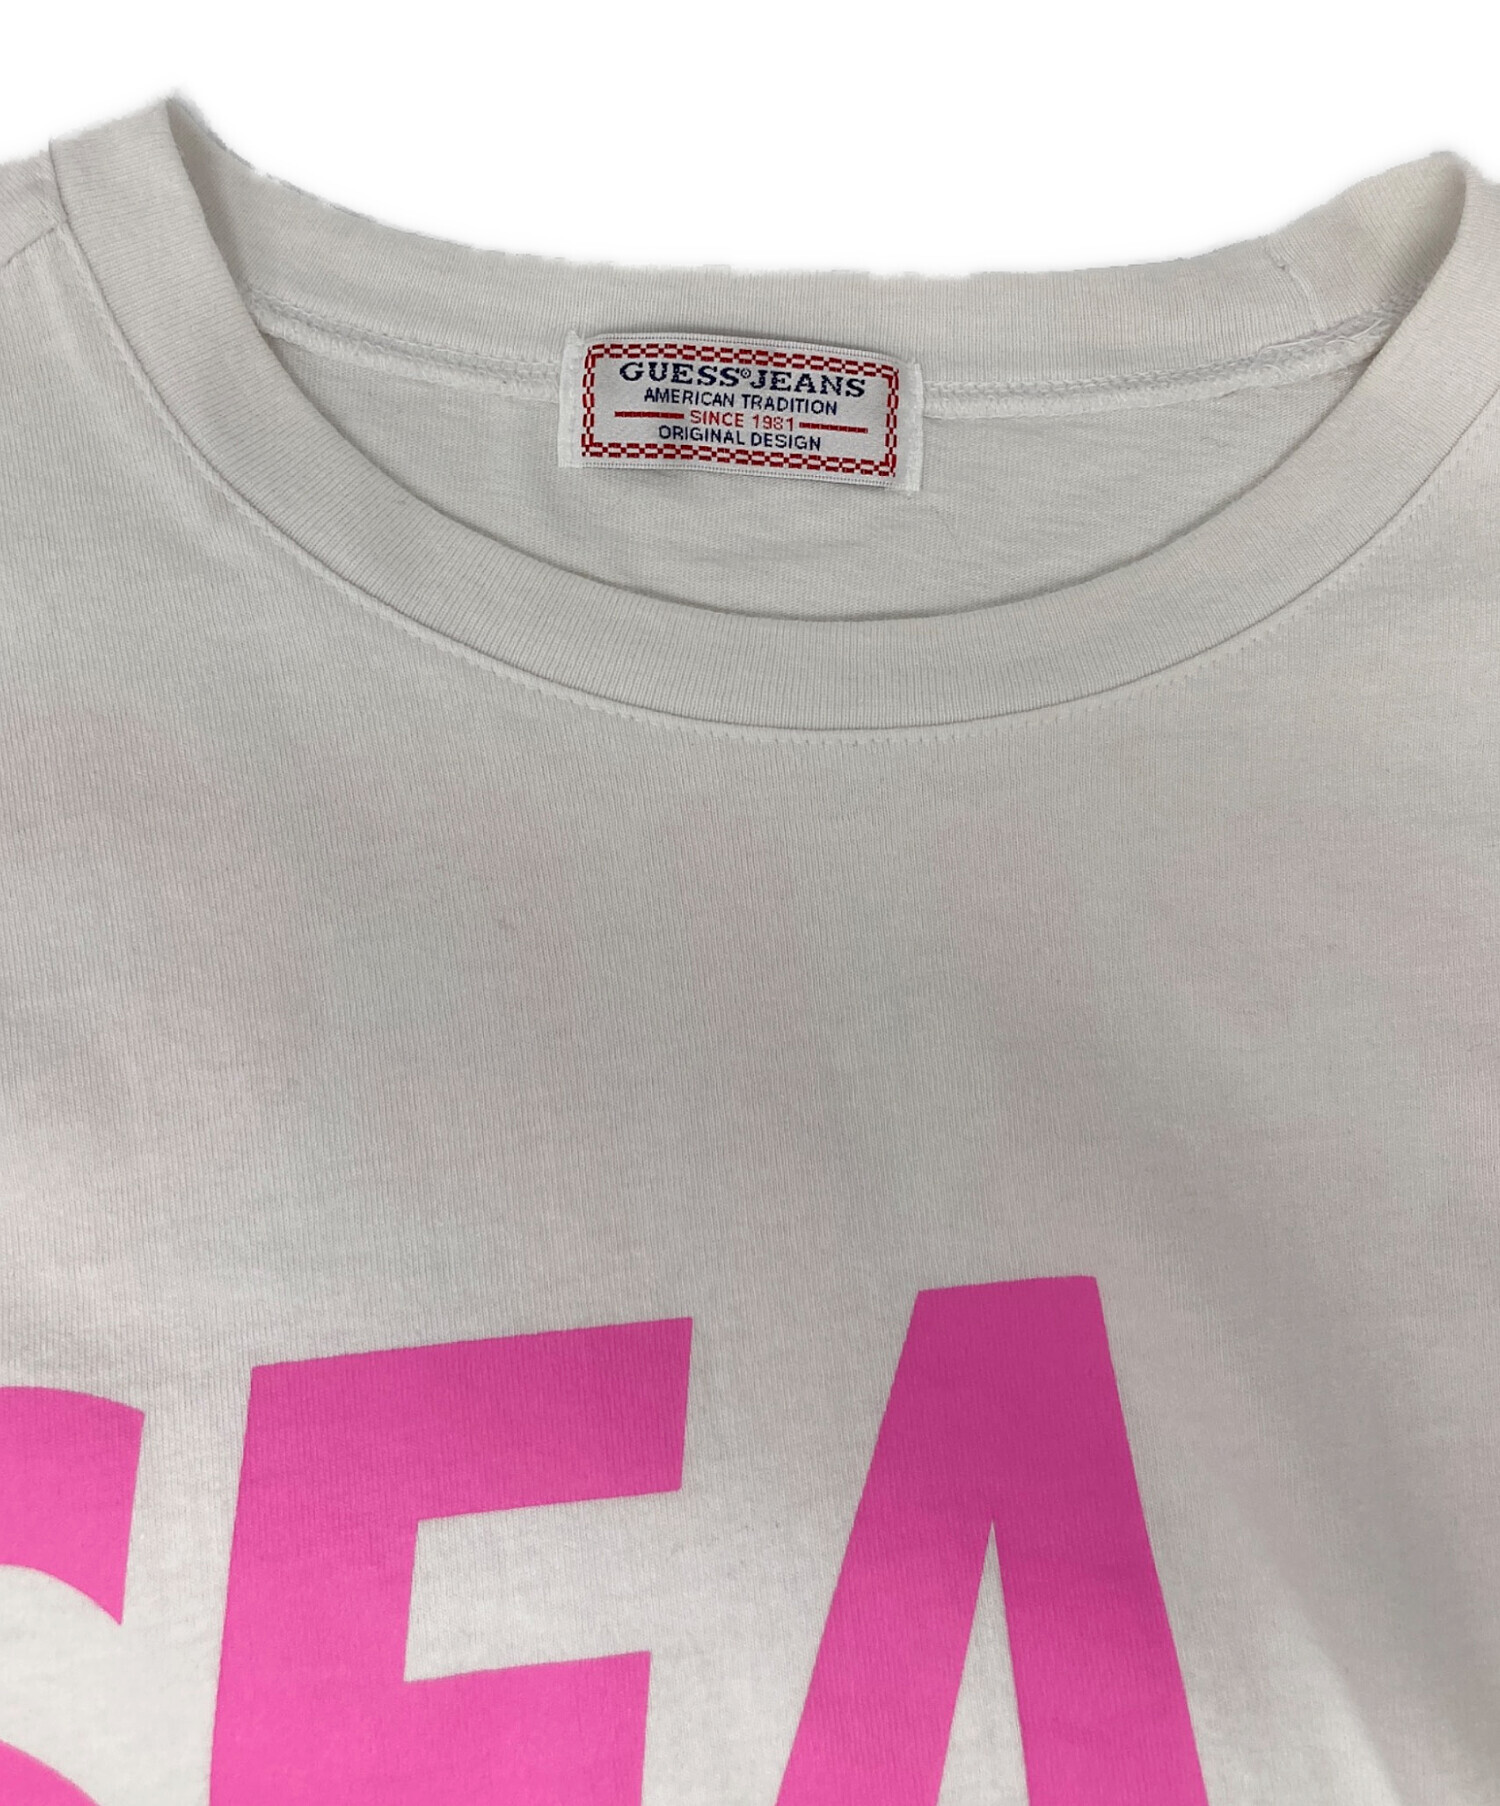 GUESS® JEANS
AMERICAN TRADITION
SINCE 1981
ORIGINAL DESIGN
SEA